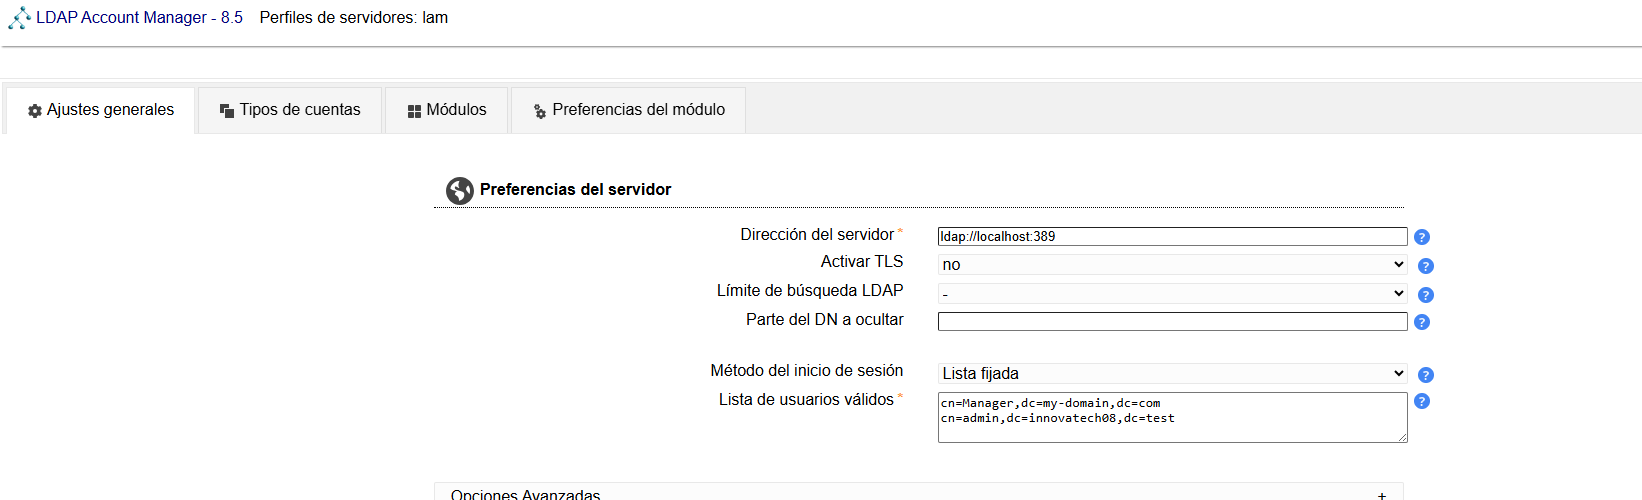 LDAP Account Manager - 8.5 Perfiles de servidores: lam
Ajustes generales Tipos de cuentas Módulos Preferencias del módulo
Preferencias del servidor
Dirección del servidor * ldap://localhost:389
Activar TLS no
Límite de búsqueda LDAP -
Parte del DN a ocultar
Método del inicio de sesión Lista fijada
Lista de usuarios válidos * cn=Manager,dc=my-domain,dc=com
cn=admin,dc=innovatech08,dc=test
Opciones Avanzadas +